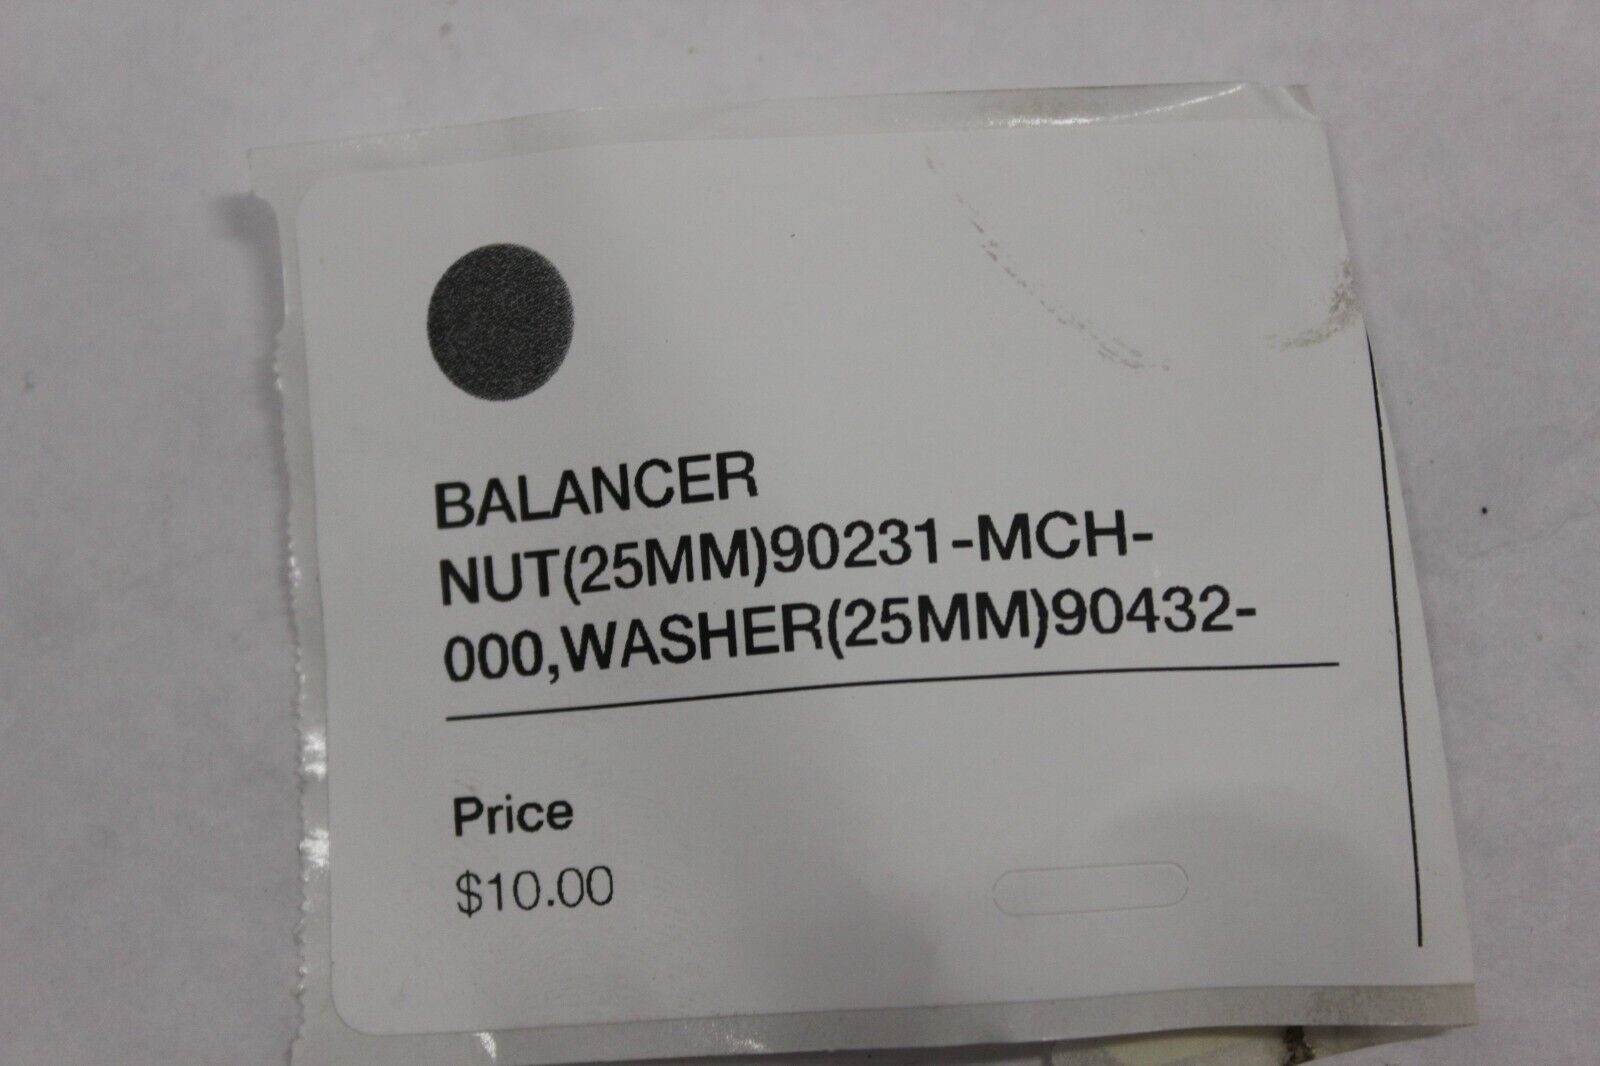 BALANCER
NUT(25MM)90231-MCH-
000,WASHER(25MM)90432-
Price
$10.00